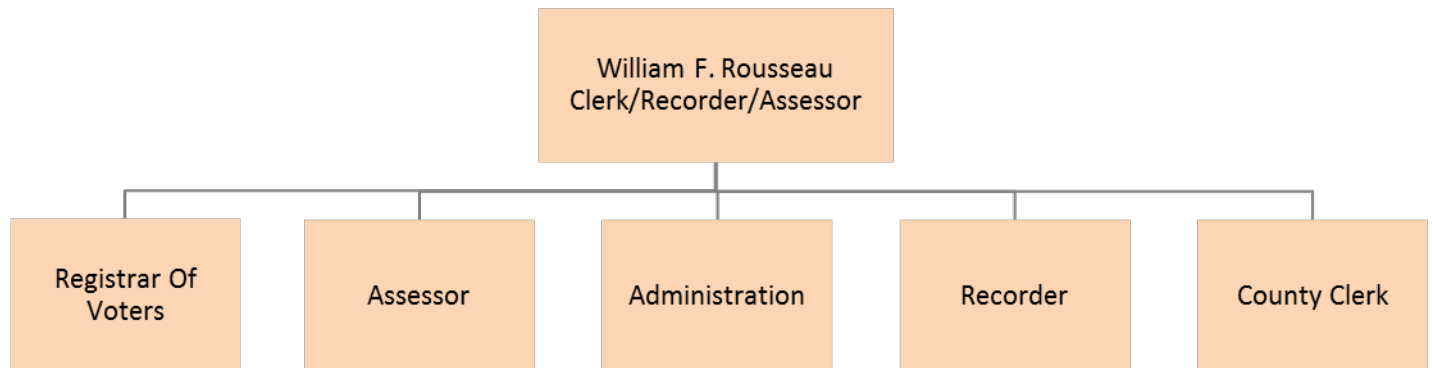 William F. Rousseau
Clerk/Recorder/Assessor
Registrar Of
Voters
Assessor
Administration
Recorder
County Clerk